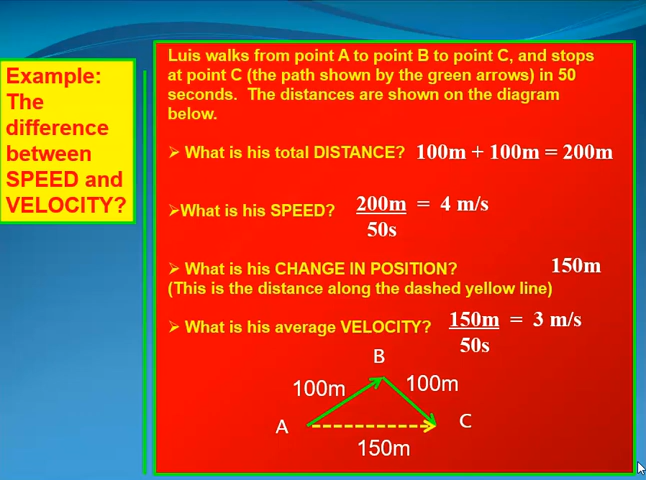 Example:
The
difference
between
SPEED and
VELOCITY?
Luis walks from point A to point B to point C, and stops
at point C (the path shown by the green arrows) in 50
seconds. The distances are shown on the diagram
below.
➢ What is his total DISTANCE? 100m + 100m = 200m
➢What is his SPEED? 200m = 4 m/s
50s
➢ What is his CHANGE IN POSITION? 150m
(This is the distance along the dashed yellow line)
➢ What is his average VELOCITY? 150m = 3 m/s
50s
B
100m 100m
A C
150m